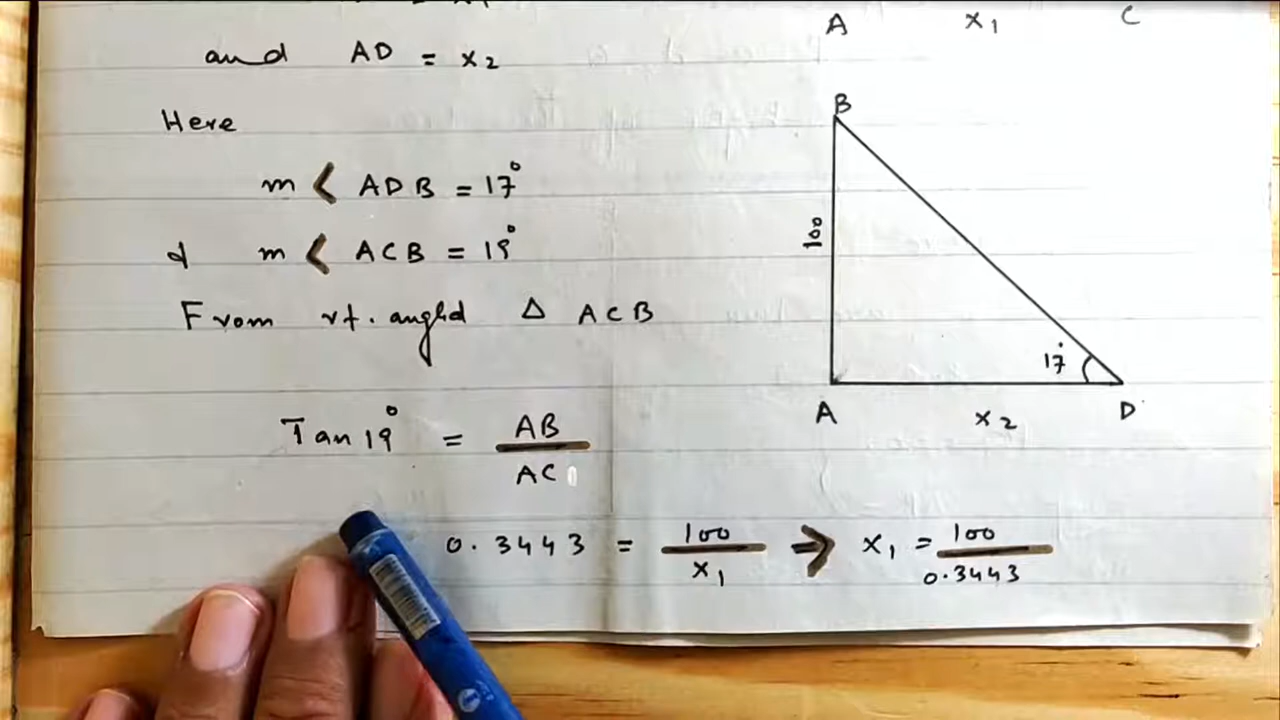 A x₁ C
and AD = x₂
B
Here
m < ADB = 17°
100
& m < ACB = 19°
From rt. angled Δ ACB
17°
A x₂ D
Tan 19° = AB / AC
0.3443 = 100 / x₁ ⇒ x₁ = 100 / 0.3443